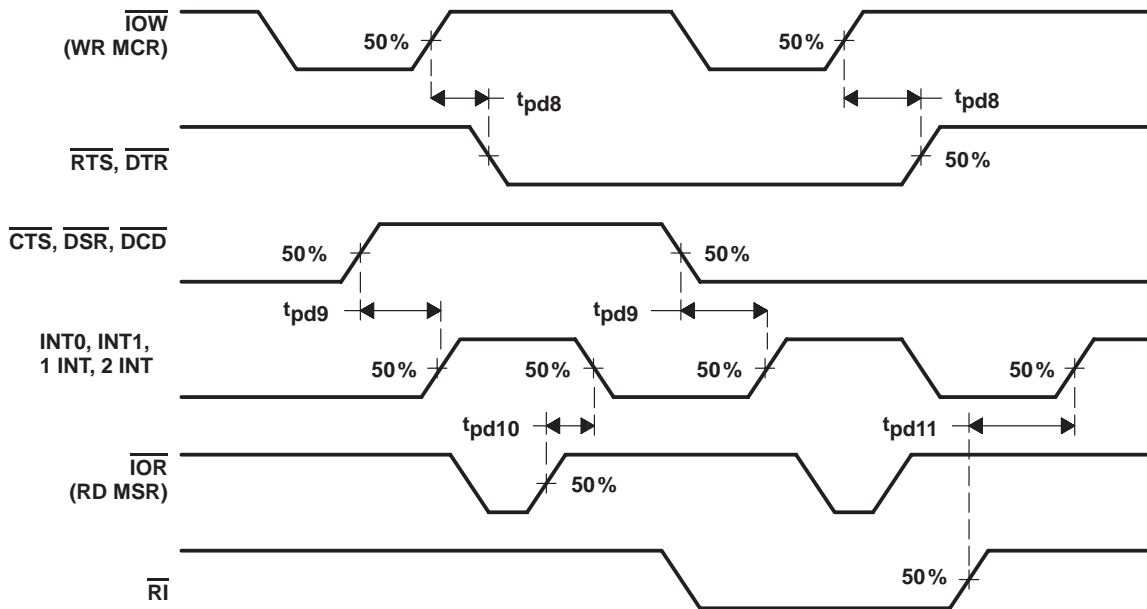 IOW
(WR MCR)
50%
50%
tpd8
tpd8
RTS, DTR
50%
CTS, DSR, DCD
50%
50%
tpd9
tpd9
INT0, INT1,
1 INT, 2 INT
50%
50%
50%
50%
tpd10
tpd11
IOR
(RD MSR)
50%
50%
RI